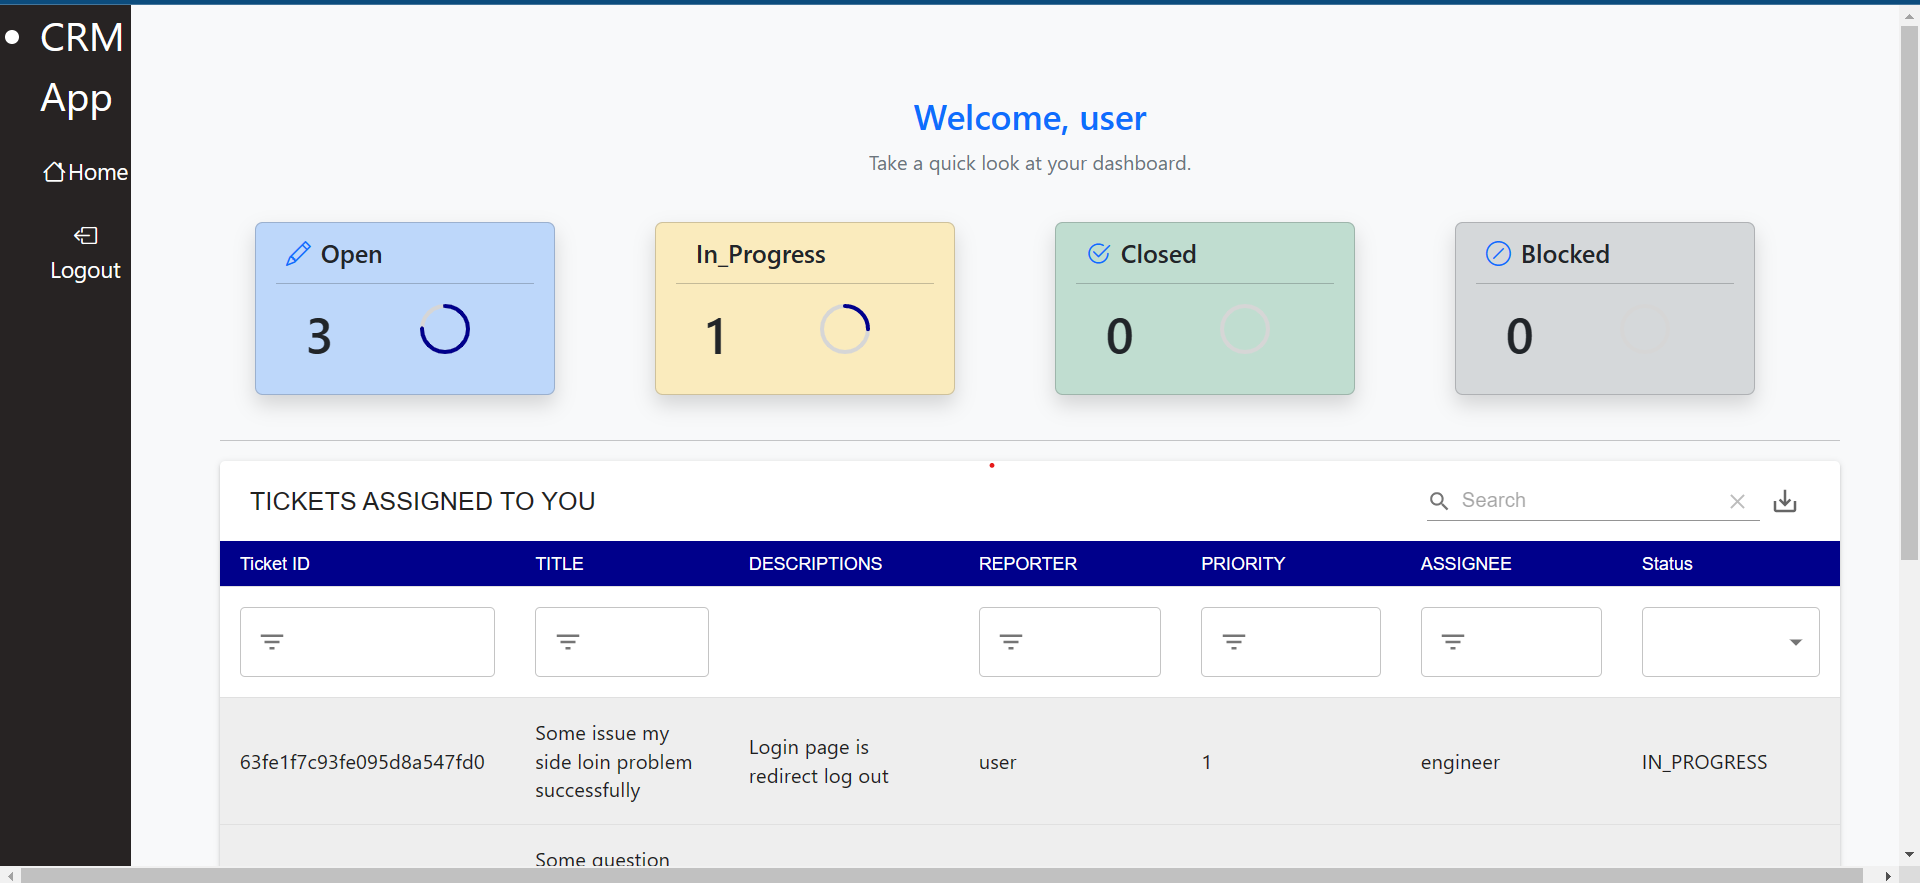 CRM
App
Home
Logout
Welcome, user
Take a quick look at your dashboard.
Open
3
In_Progress
1
Closed
0
Blocked
0
TICKETS ASSIGNED TO YOU
Search
Ticket ID TITLE DESCRIPTIONS REPORTER PRIORITY ASSIGNEE Status
63fe1f7c93fe095d8a547fd0
Some issue my
side loin problem
successfully
Login page is
redirect log out
user
1
engineer
IN_PROGRESS
Some question